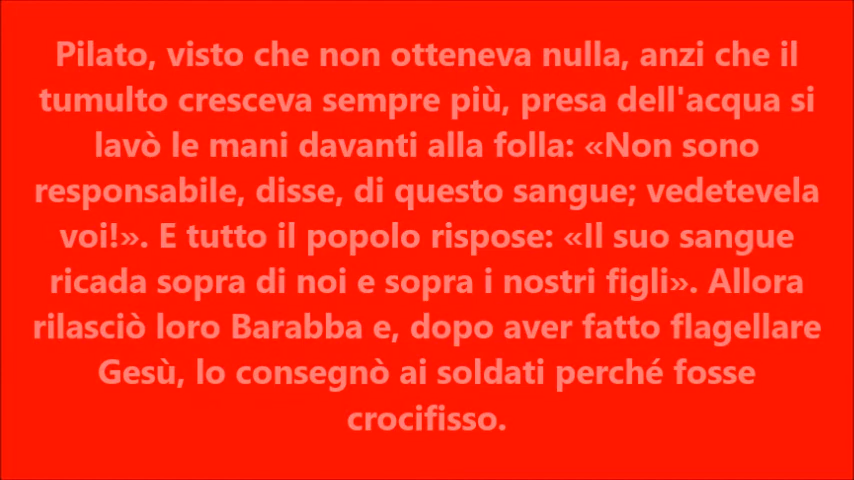 Pilato, visto che non otteneva nulla, anzi che il
tumulto cresceva sempre più, presa dell'acqua si
lavò le mani davanti alla folla: «Non sono
responsabile, disse, di questo sangue; vedetevela
voi!». E tutto il popolo rispose: «Il suo sangue
ricada sopra di noi e sopra i nostri figli». Allora
rilasciò loro Barabba e, dopo aver fatto flagellare
Gesù, lo consegnò ai soldati perché fosse
crocifisso.